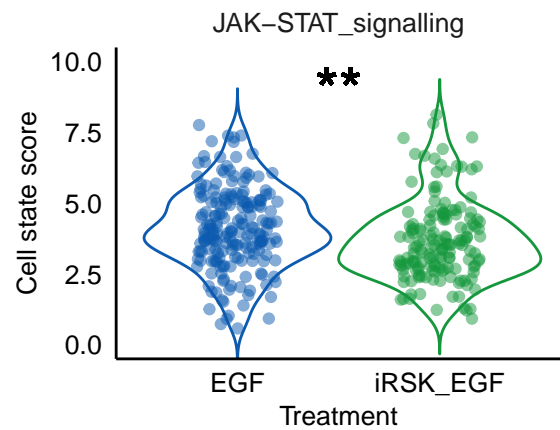 JAK−STAT_signalling
**
10.0
7.5
5.0
2.5
0.0
Cell state score
EGF
iRSK_EGF
Treatment